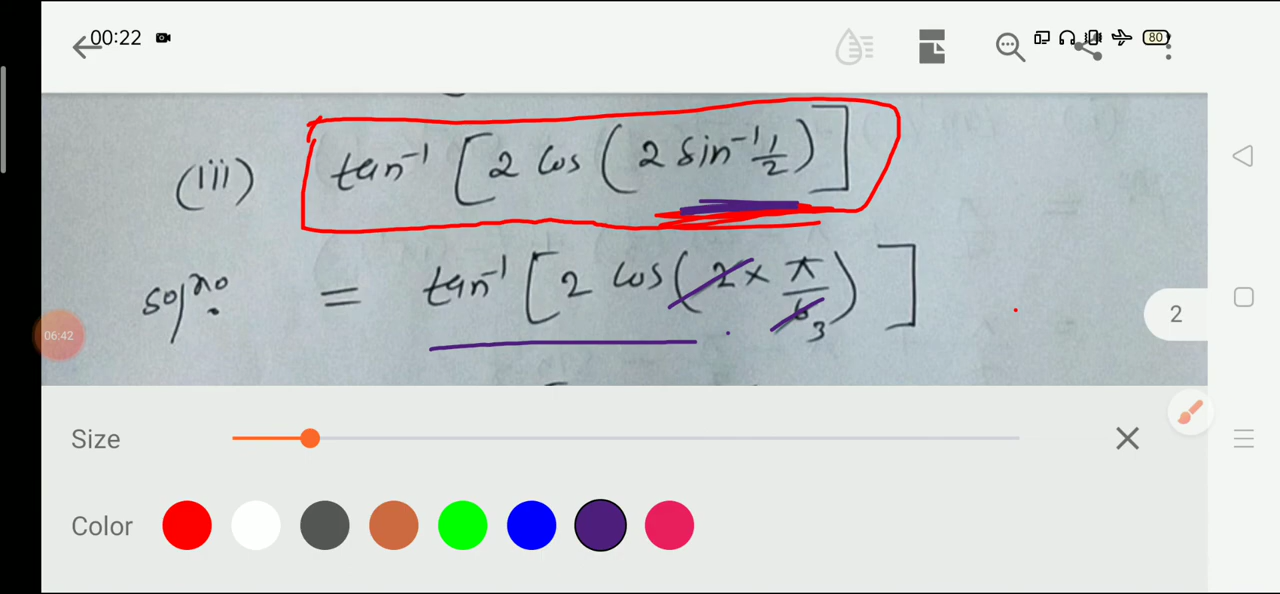 00:22
80
(iii) tan⁻¹ [2 cos (2 sin⁻¹ 1/2)]
soln. = tan⁻¹ [2 cos (2 × π/6 3)]
2
06:42
Size
Color